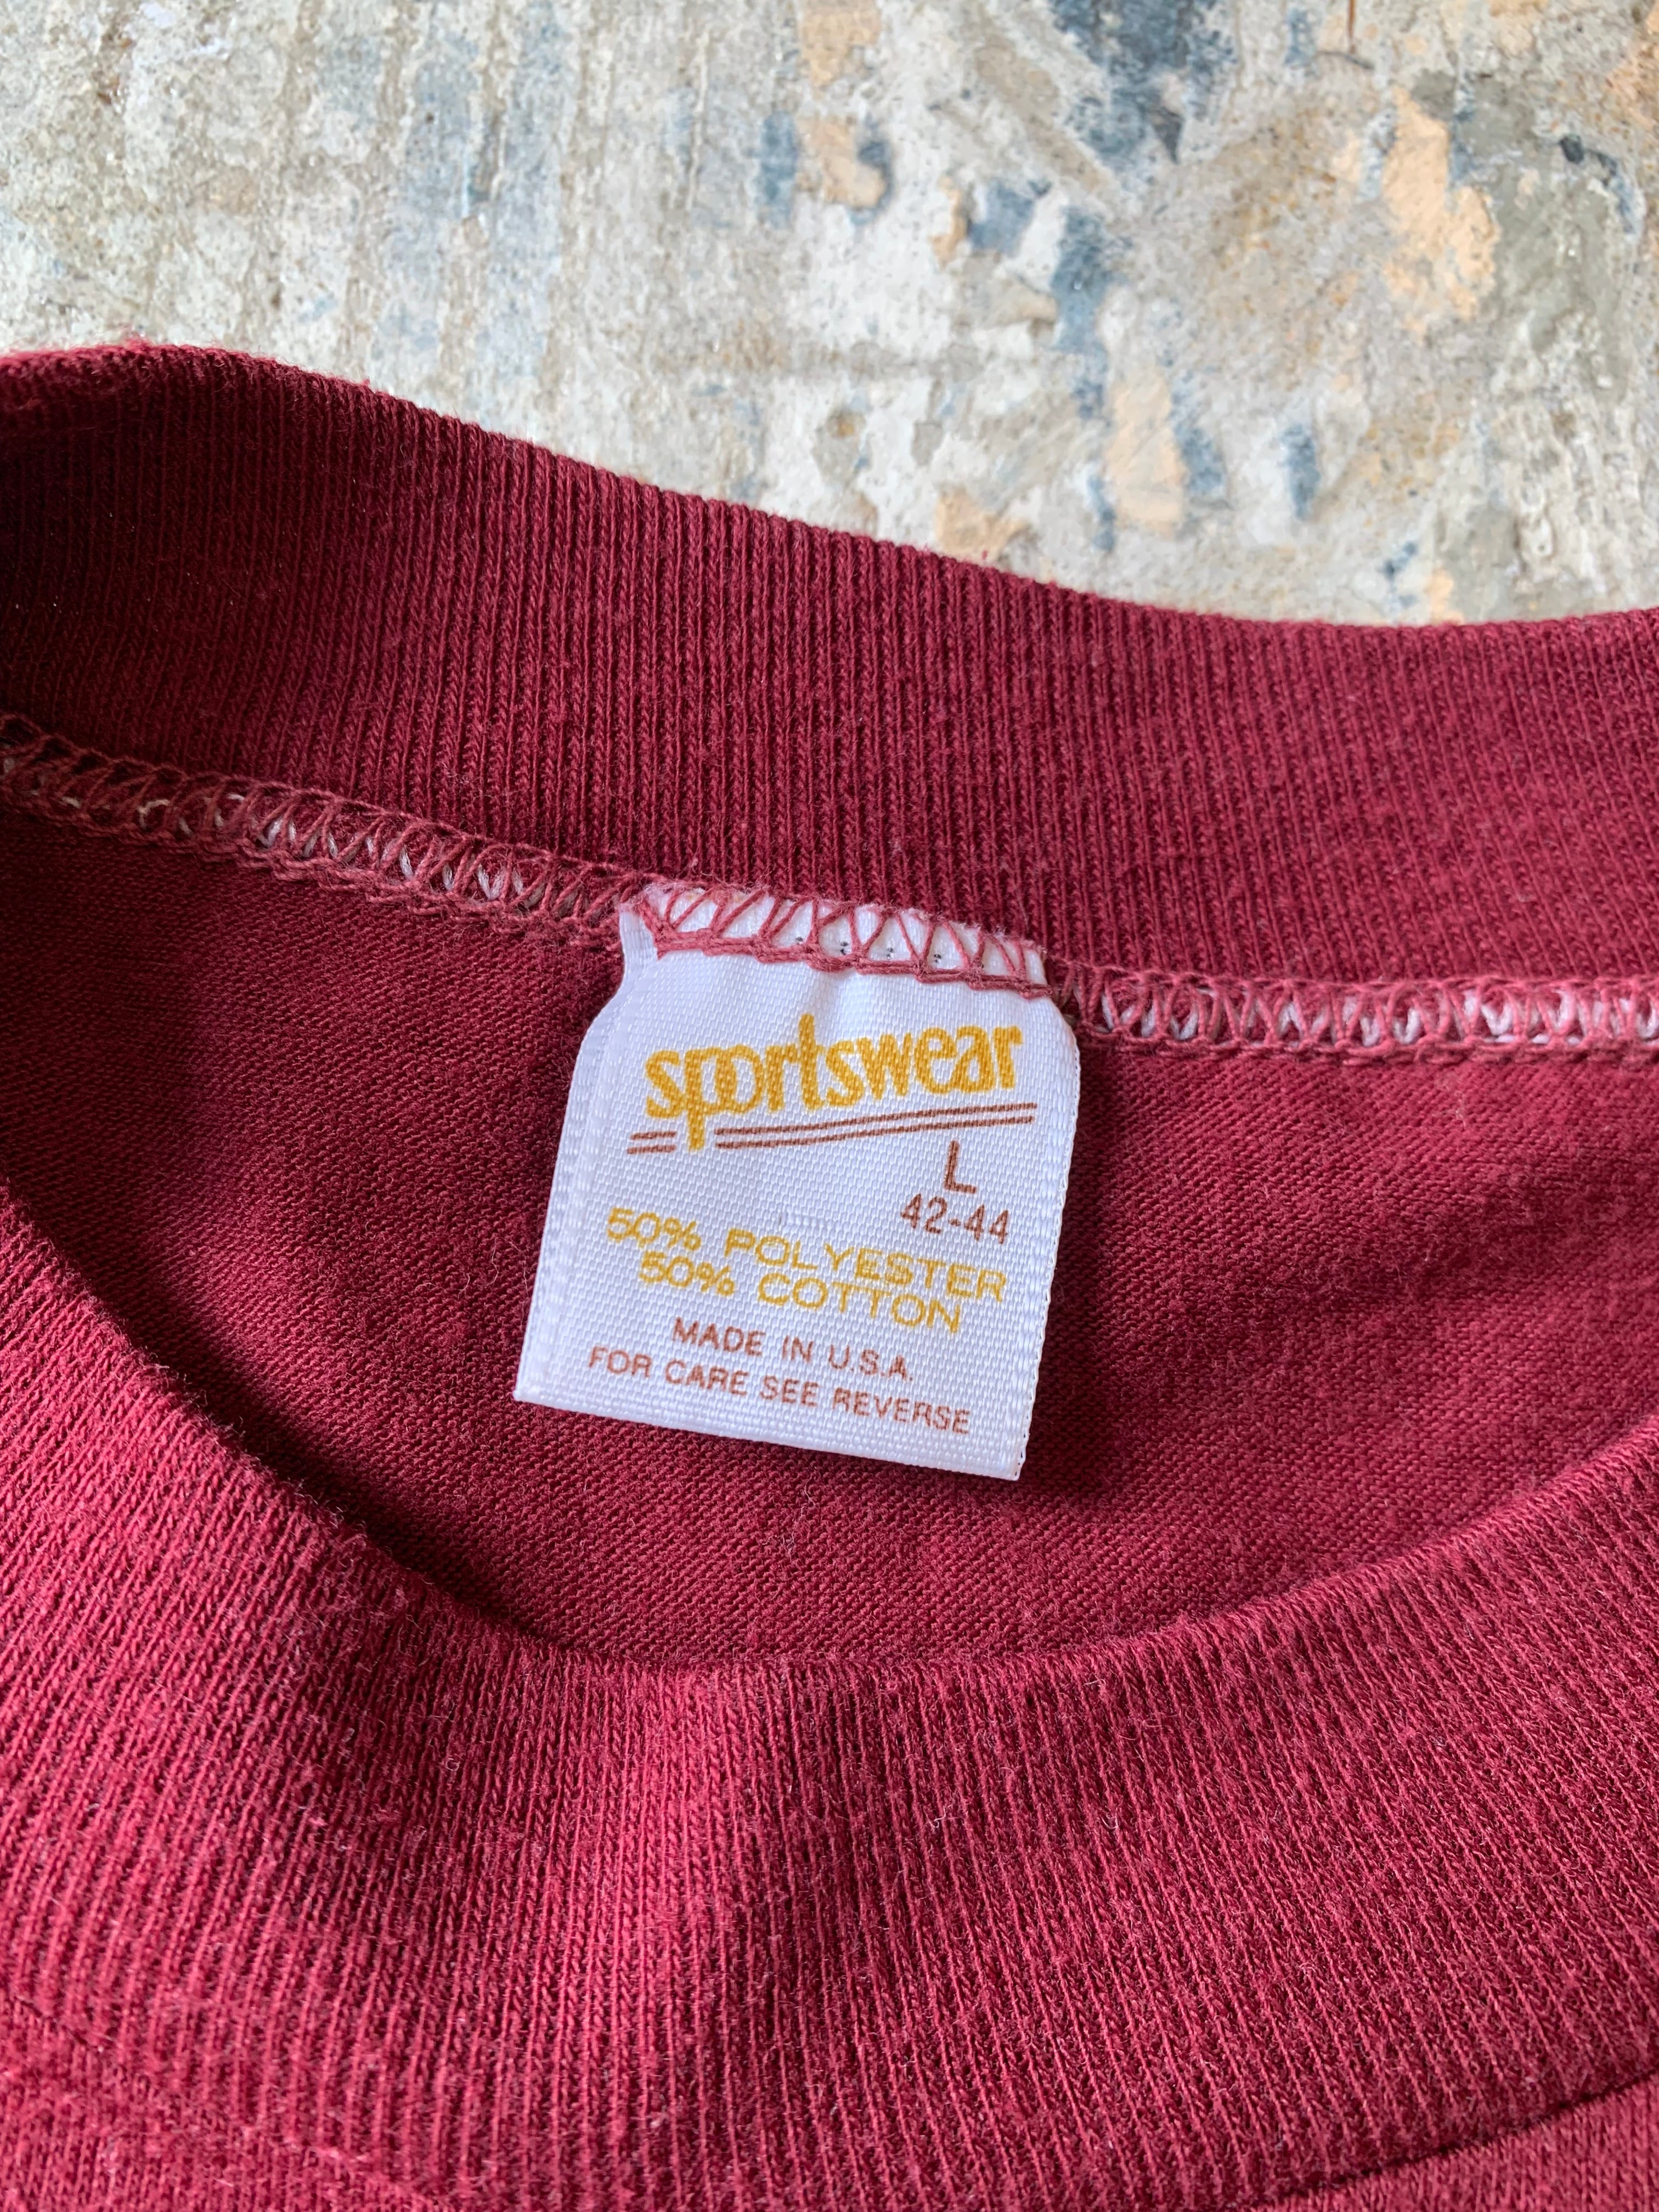 sportswear
L
42-44
50% POLYESTER
50% COTTON
MADE IN U.S.A.
FOR CARE SEE REVERSE